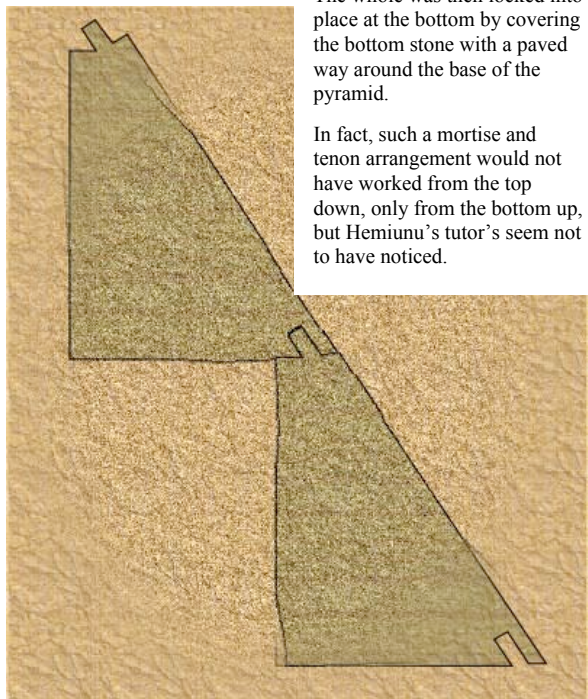 The whole was then locked into
place at the bottom by covering
the bottom stone with a paved
way around the base of the
pyramid.
In fact, such a mortise and
tenon arrangement would not
have worked from the top
down, only from the bottom up,
but Hemiunu’s tutor’s seem not
to have noticed.